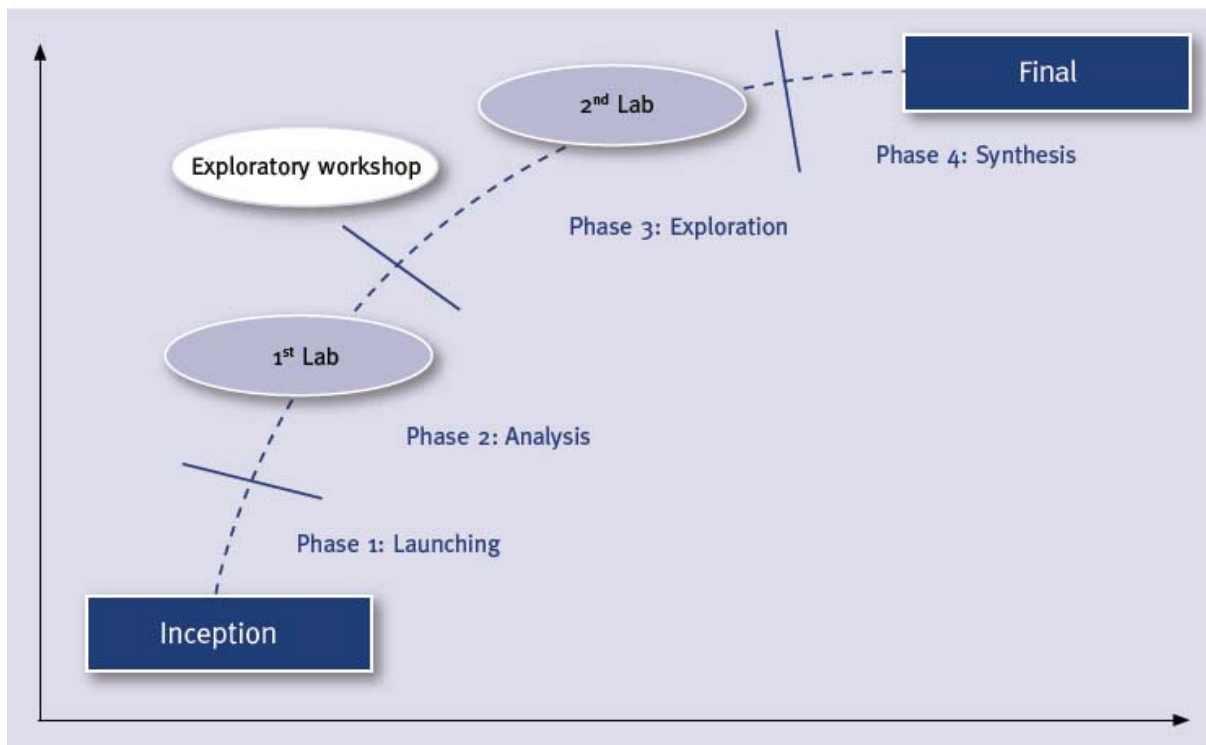 Final
2nd Lab
Phase 4: Synthesis
Exploratory workshop
Phase 3: Exploration
1st Lab
Phase 2: Analysis
Phase 1: Launching
Inception